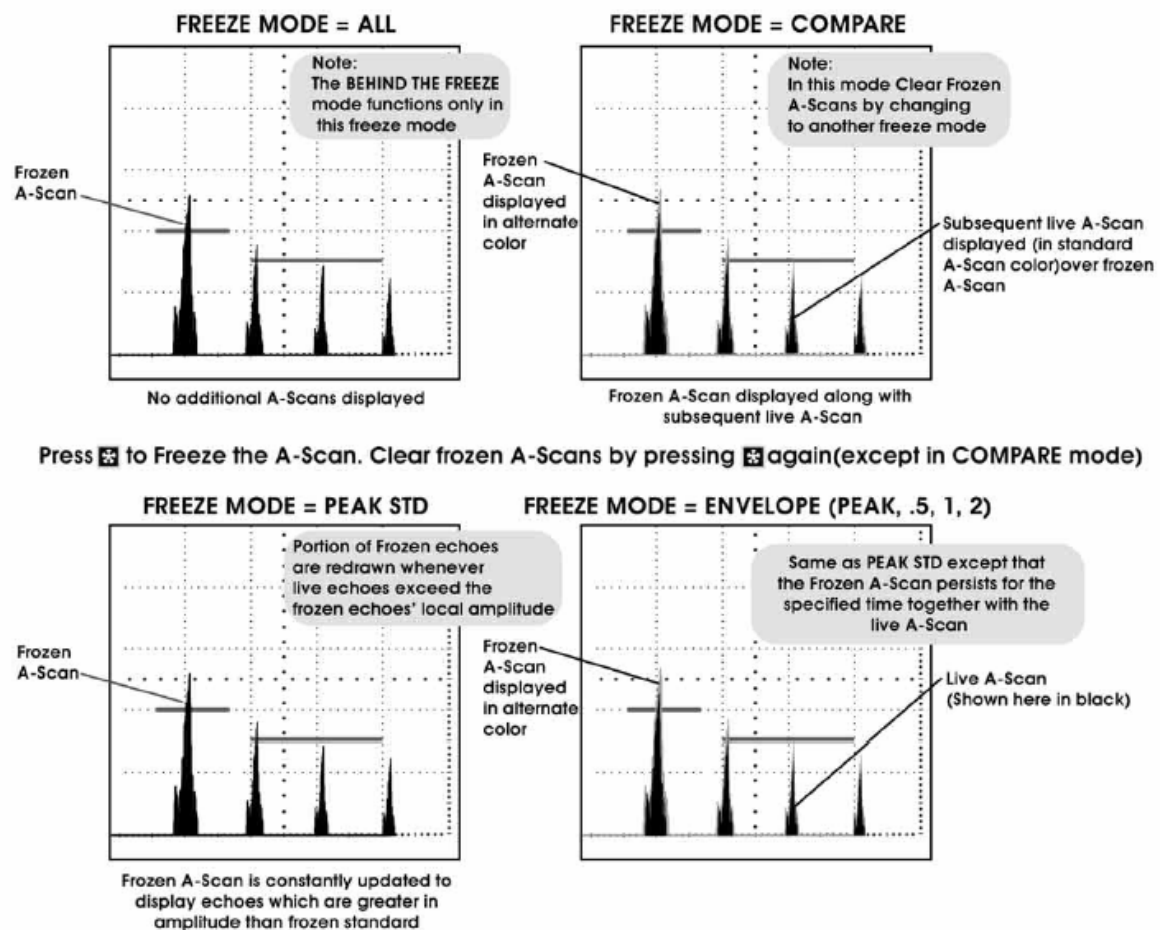 FREEZE MODE = ALL
Note:
The BEHIND THE FREEZE
mode functions only in
this freeze mode
Frozen
A-Scan
No additional A-Scans displayed
FREEZE MODE = COMPARE
Note:
In this mode Clear Frozen
A-Scans by changing
to another freeze mode
Frozen
A-Scan
displayed
in alternate
color
Subsequent live A-Scan
displayed (in standard
A-Scan color)over frozen
A-Scan
Frozen A-Scan displayed along with
subsequent live A-Scan
Press * to Freeze the A-Scan. Clear frozen A-Scans by pressing * again(except in COMPARE mode)
FREEZE MODE = PEAK STD
Portion of Frozen echoes
are redrawn whenever
live echoes exceed the
frozen echoes' local amplitude
Frozen
A-Scan
Frozen A-Scan is constantly updated to
display echoes which are greater in
amplitude than frozen standard
FREEZE MODE = ENVELOPE (PEAK, .5, 1, 2)
Same as PEAK STD except that
the Frozen A-Scan persists for the
specified time together with the
live A-Scan
Frozen
A-Scan
displayed
in alternate
color
Live A-Scan
(Shown here in black)